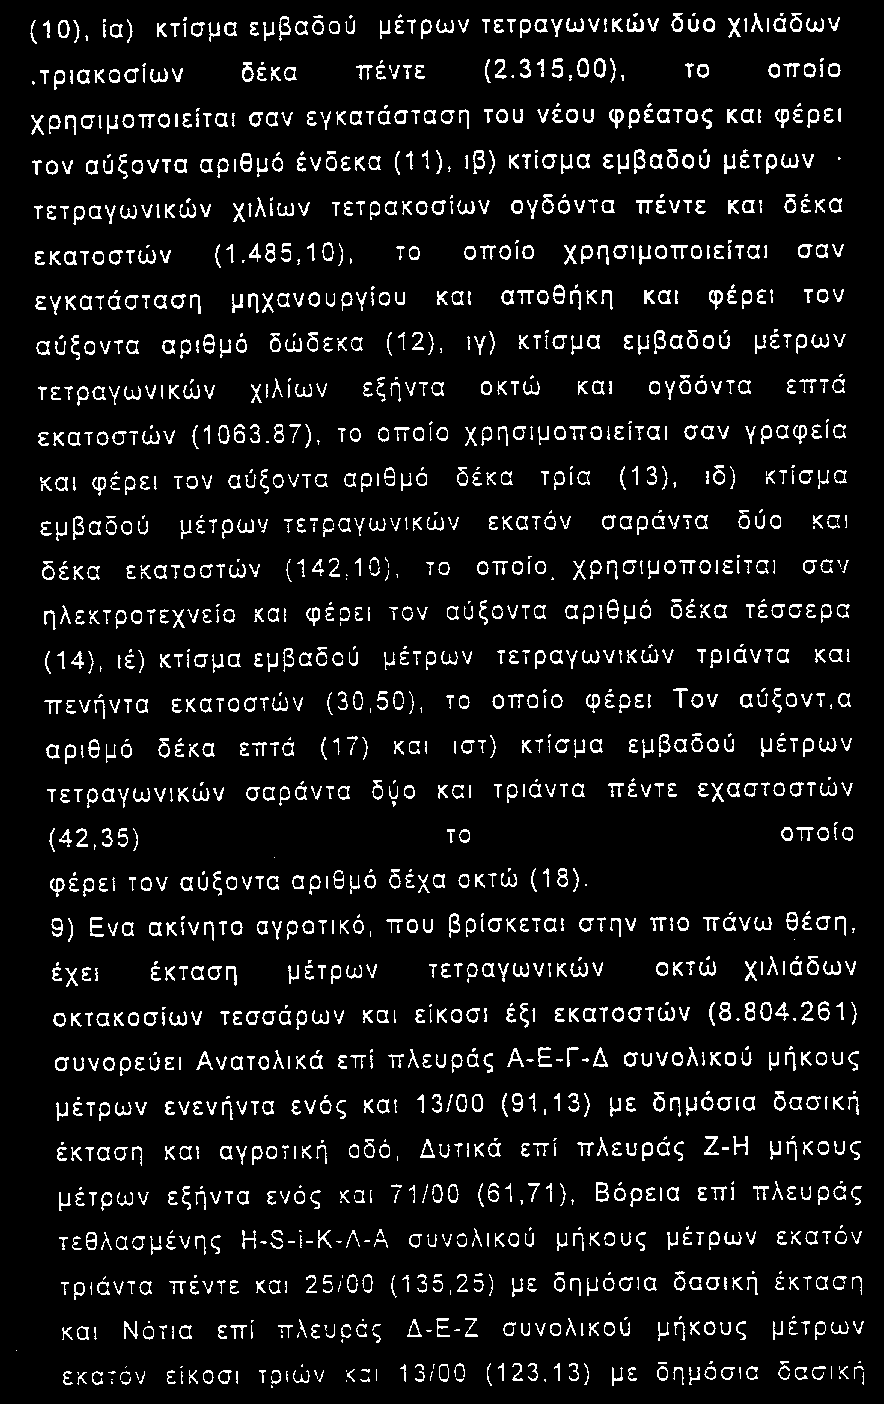 (10), ία) κτίσμα εμβαδού μέτρων τετραγωνικών δύο χιλιάδων
.τριακοσίων δέκα πέντε (2.315,00), το οποίο
χρησιμοποιείται σαν εγκατάσταση του νέου φρέατος και φέρει
τον αύξοντα αριθμό ένδεκα (11), ιβ) κτίσμα εμβαδού μέτρων
τετραγωνικών χιλίων τετρακοσίων ογδόντα πέντε και δέκα
εκατοστών (1.485,10), το οποίο χρησιμοποιείται σαν
εγκατάσταση μηχανουργίου και αποθήκη και φέρει τον
αύξοντα αριθμό δώδεκα (12), ιγ) κτίσμα εμβαδού μέτρων
τετραγωνικών χιλίων εξήντα οκτώ και ογδόντα επτά
εκατοστών (1063.87), το οποίο χρησιμοποιείται σαν γραφεία
και φέρει τον αύξοντα αριθμό δέκα τρία (13), ιδ) κτίσμα
εμβαδού μέτρων τετραγωνικών εκατόν σαράντα δύο και
δέκα εκατοστών (142,10), το οποίο, χρησιμοποιείται σαν
ηλεκτροτεχνείο και φέρει τον αύξοντα αριθμό δέκα τέσσερα
(14), ιέ) κτίσμα εμβαδού μέτρων τετραγωνικών τριάντα και
πενήντα εκατοστών (30,50), το οποίο φέρει Τον αύξοντ,α
αριθμό δέκα επτά (17) και ιστ) κτίσμα εμβαδού μέτρων
τετραγωνικών σαράντα δύο και τριάντα πέντε εχαστοστών
(42,35) το οποίο
φέρει τον αύξοντα αριθμό δέχα οκτώ (18).
9) Ενα ακίνητο αγροτικό, που βρίσκεται στην πιο πάνω θέση,
έχει έκταση μέτρων τετραγωνικών οκτώ χιλιάδων
οκτακοσίων τεσσάρων και είκοσι έξι εκατοστών (8.804.261)
συνορεύει Ανατολικά επί πλευράς Α-Ε-Γ-Δ συνολικού μήκους
μέτρων ενενήντα ενός και 13/00 (91,13) με δημόσια δασική
έκταση και αγροτική οδό, Δυτικά επί πλευράς Ζ-Η μήκους
μέτρων εξήντα ενός και 71/00 (61,71), Βόρεια επί πλευράς
τεθλασμένης Η-S-i-Κ-Λ-Α συνολικού μήκους μέτρων εκατόν
τριάντα πέντε και 25/00 (135,25) με δημόσια δασική έκταση
και Νότια επί πλευράς Δ-Ε-Ζ συνολικού μήκους μέτρων
εκατόν είκοσι τριών και 13/00 (123,13) με δημόσια δασική